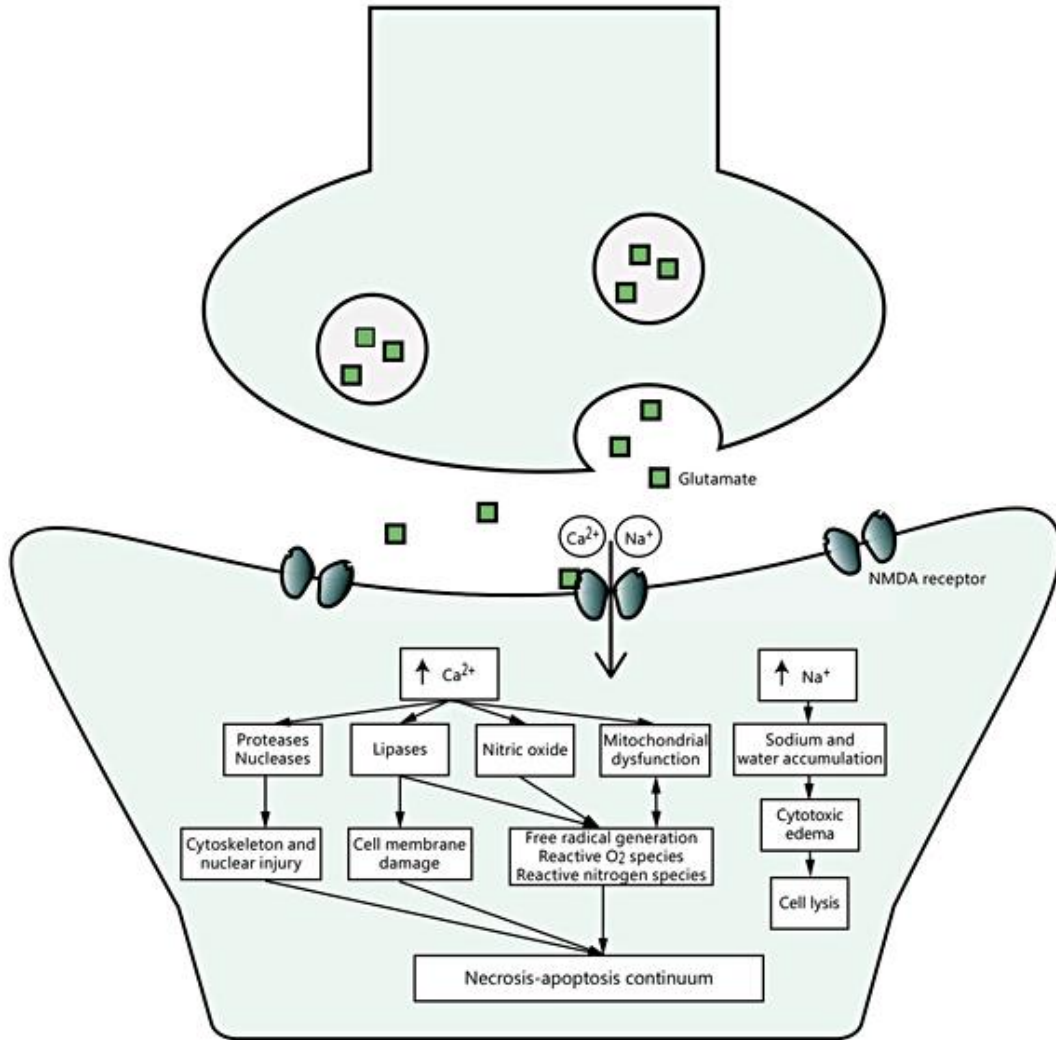 Glutamate
Ca²⁺
Na⁺
NMDA receptor
↑ Ca²⁺
↑ Na⁺
Proteases
Nucleases
Lipases
Nitric oxide
Mitochondrial
dysfunction
Sodium and
water accumulation
Cytoskeleton and
nuclear injury
Cell membrane
damage
Free radical generation
Reactive O₂ species
Reactive nitrogen species
Cytotoxic
edema
Cell lysis
Necrosis-apoptosis continuum